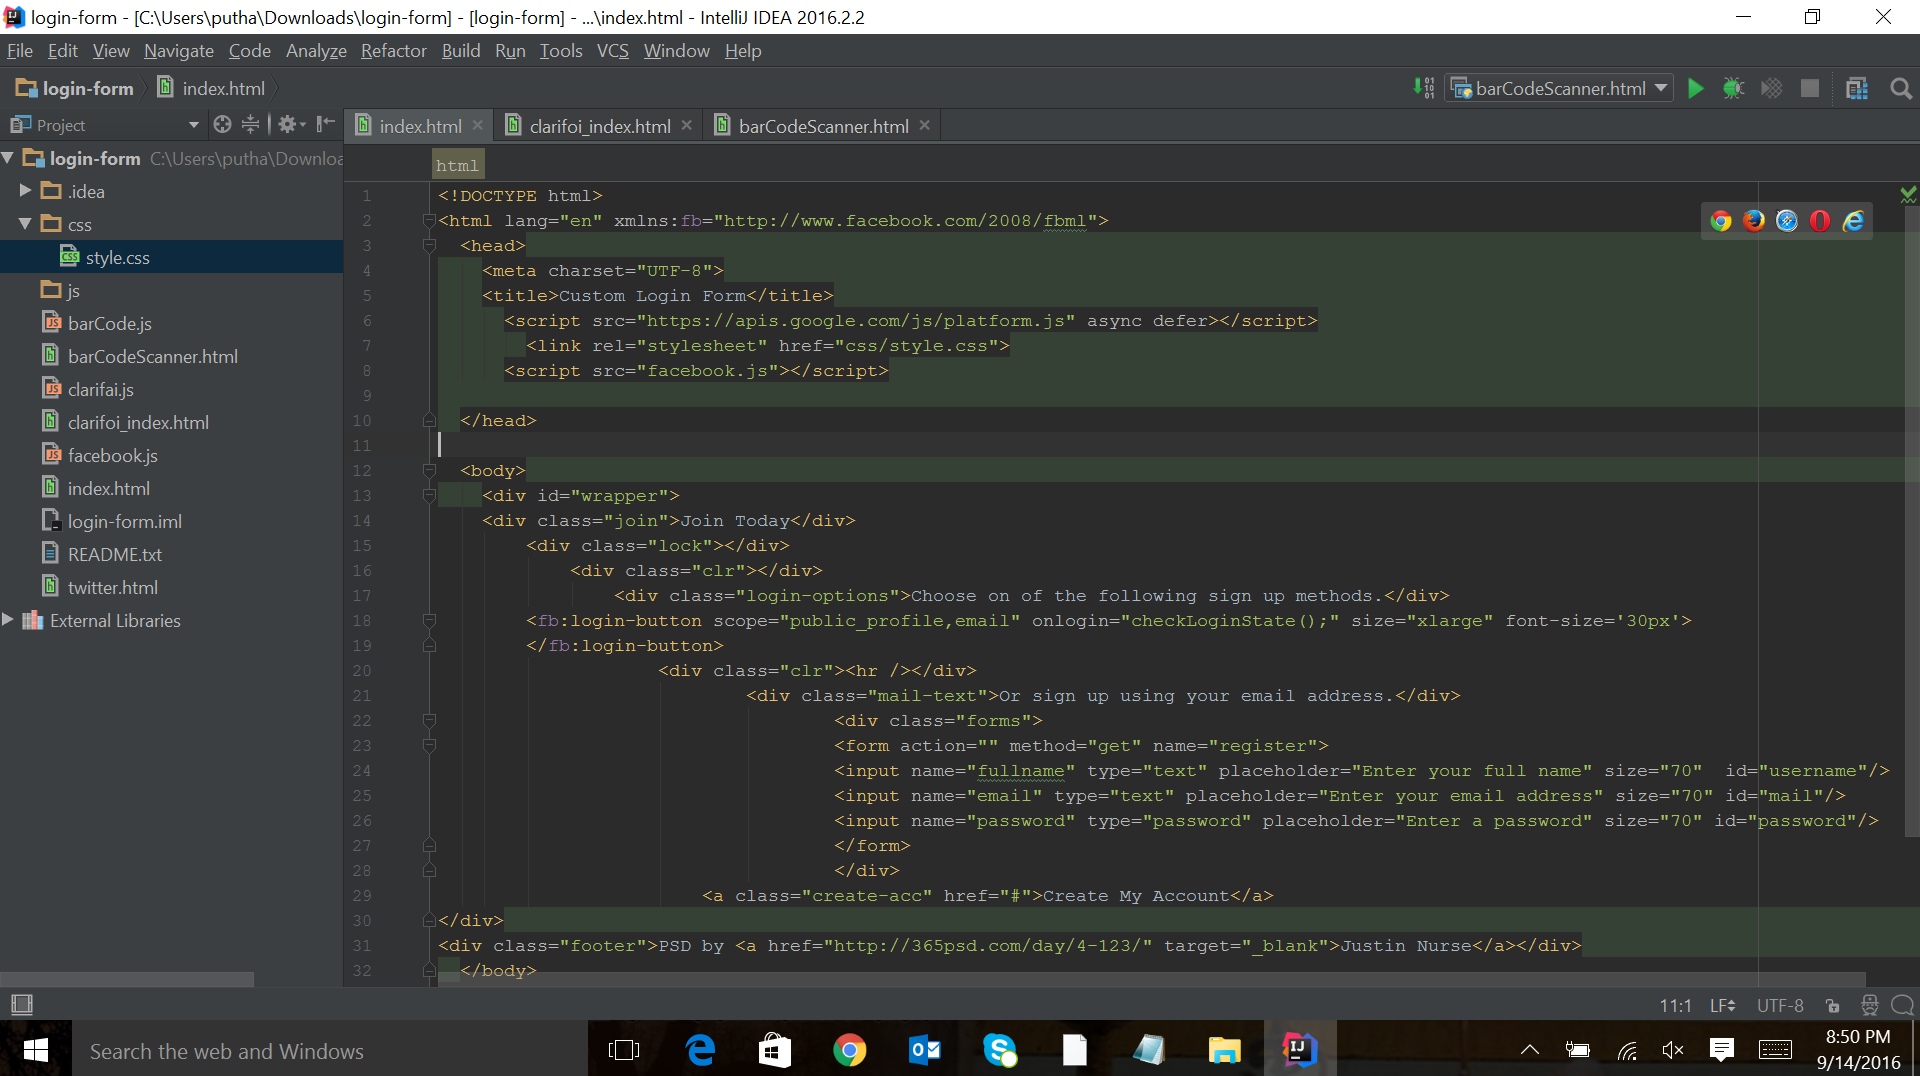 login-form - [C:\Users\putha\Downloads\login-form] - [login-form] - ...\index.html - IntelliJ IDEA 2016.2.2
File Edit View Navigate Code Analyze Refactor Build Run Tools VCS Window Help
login-form index.html barCodeScanner.html
Project
index.html clarifoi_index.html barCodeScanner.html
login-form C:\Users\putha\Downloa
.idea
css
style.css
js
barCode.js
barCodeScanner.html
clarifai.js
clarifoi_index.html
facebook.js
index.html
login-form.iml
README.txt
twitter.html
External Libraries
html
1 <!DOCTYPE html>
2 <html lang="en" xmlns:fb="http://www.facebook.com/2008/fbml">
3 <head>
4 <meta charset="UTF-8">
5 <title>Custom Login Form</title>
6 <script src="https://apis.google.com/js/platform.js" async defer></script>
7 <link rel="stylesheet" href="css/style.css">
8 <script src="facebook.js"></script>
9
10 </head>
11
12 <body>
13 <div id="wrapper">
14 <div class="join">Join Today</div>
15 <div class="lock"></div>
16 <div class="clr"></div>
17 <div class="login-options">Choose on of the following sign up methods.</div>
18 <fb:login-button scope="public_profile,email" onlogin="checkLoginState();" size="xlarge" font-size='30px'>
19 </fb:login-button>
20 <div class="clr"><hr /></div>
21 <div class="mail-text">Or sign up using your email address.</div>
22 <div class="forms">
23 <form action="" method="get" name="register">
24 <input name="fullname" type="text" placeholder="Enter your full name" size="70"  id="username"/>
25 <input name="email" type="text" placeholder="Enter your email address" size="70" id="mail"/>
26 <input name="password" type="password" placeholder="Enter a password" size="70" id="password"/>
27 </form>
28 </div>
29 <a class="create-acc" href="#">Create My Account</a>
30 </div>
31 <div class="footer">PSD by <a href="http://365psd.com/day/4-123/" target="_blank">Justin Nurse</a></div>
32 </body>
11:1 LF UTF-8
Search the web and Windows
8:50 PM
9/14/2016